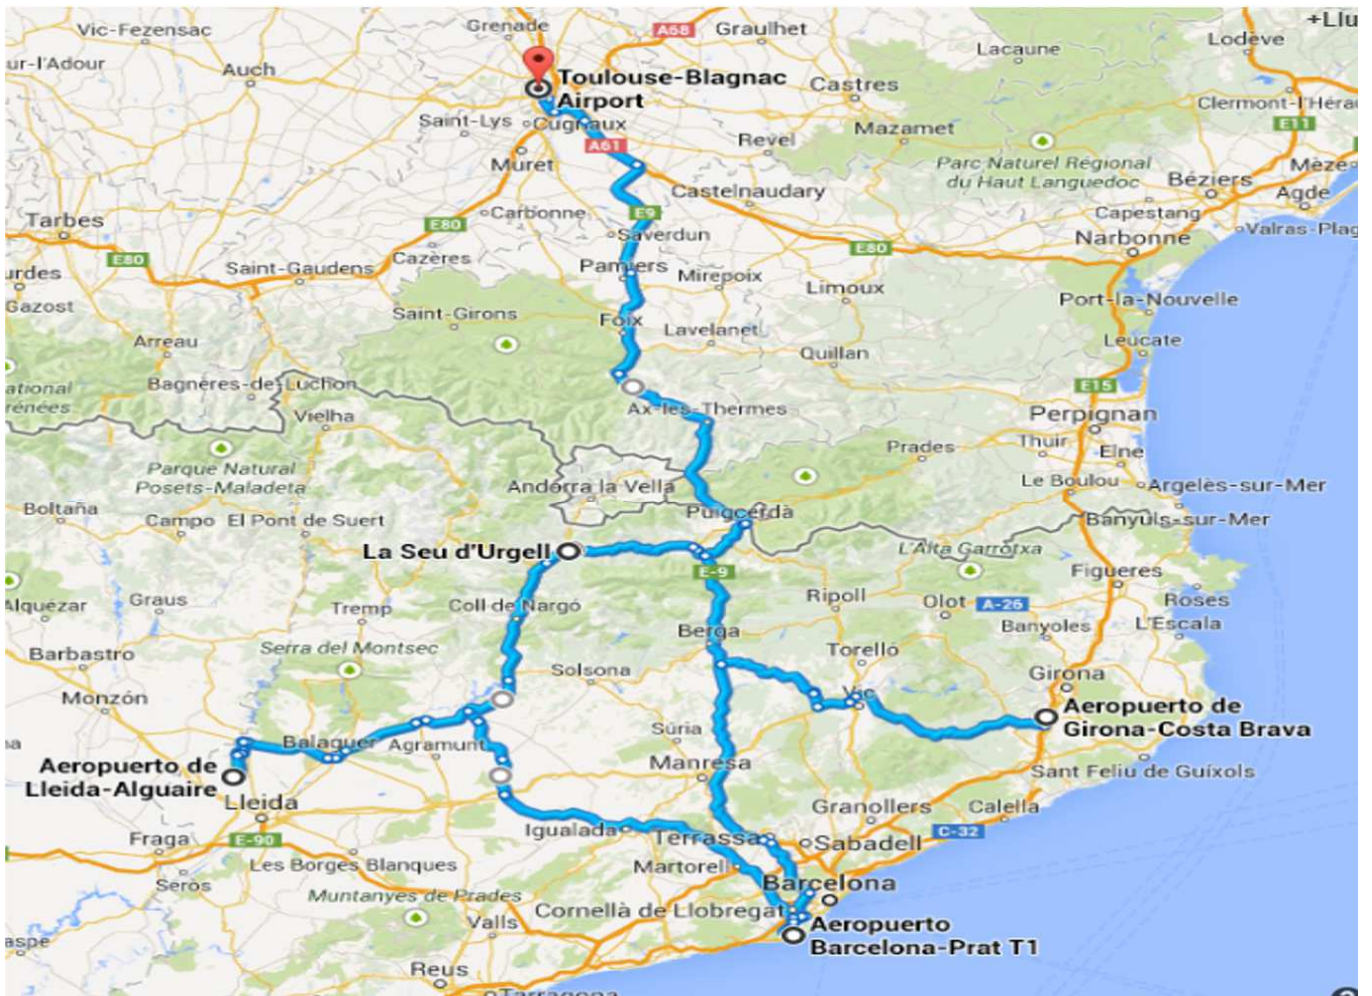 +Llu
Vic-Fezensac
Grenade
A68
Graulhet
Lacaune
Lodève
ur-l'Adour
Auch
Toulouse-Blagnac
Airport
Castres
Clermont-l'Héra
Saint-Lys
Cugnaux
Mazamet
E11
Revel
A61
Muret
Parc Naturel Régional
du Haut Languedoc
Mèze
Béziers
Agde
Castelnaudary
Tarbes
E80
Carbonne
E9
Capestang
Saverdun
Valras-Plag
Narbonne
E80
E80
Cazères
urdes
Saint-Gaudens
Pamiers
Mirepoix
Limoux
Gazost
Port-la-Nouvelle
Saint-Girons
Foix
Lavelanet
Arreau
Quillan
Leucate
ational
rénées
Bagnères-de-Luchon
E15
Vielha
Ax-les-Thermes
Perpignan
Prades
Thuir
Elne
Parque Natural
Posets-Maladeta
Andorra la Vella
Le Boulou
Argelès-sur-Mer
Boltaña
Campo
El Pont de Suert
Puigcerdà
Banyuls-sur-Mer
La Seu d'Urgell
L'Alta Garrotxa
E-9
Figueres
Alquézar
Graus
Tremp
Coll de Nargó
Ripoll
Olot
A-26
Roses
Berga
Banyoles
L'Escala
Serra del Montsec
Barbastro
Solsona
Torelló
Girona
Monzón
Vic
Aeropuerto de
Girona-Costa Brava
Súria
na
Balaguer
Agramunt
Manresa
Sant Feliu de Guíxols
Aeropuerto de
Lleida-Alguaire
Lleida
Granollers
Calella
Fraga
E-90
Igualada
Terrassa
Sabadell
C-32
Les Borges Blanques
Martorell
Seròs
Barcelona
Muntanyes de Prades
Cornellà de Llobregat
Valls
Aeropuerto
Barcelona-Prat T1
aspe
Reus
Tarragona